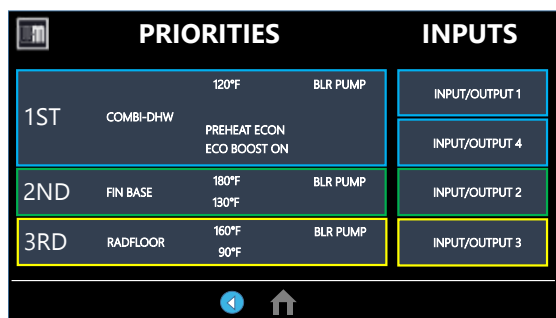 PRIORITIES INPUTS
1ST COMBI-DHW 120°F BLR PUMP
PREHEAT ECON
ECO BOOST ON
INPUT/OUTPUT 1
INPUT/OUTPUT 4
2ND FIN BASE 180°F BLR PUMP
130°F
INPUT/OUTPUT 2
3RD RADFLOOR 160°F BLR PUMP
90°F
INPUT/OUTPUT 3